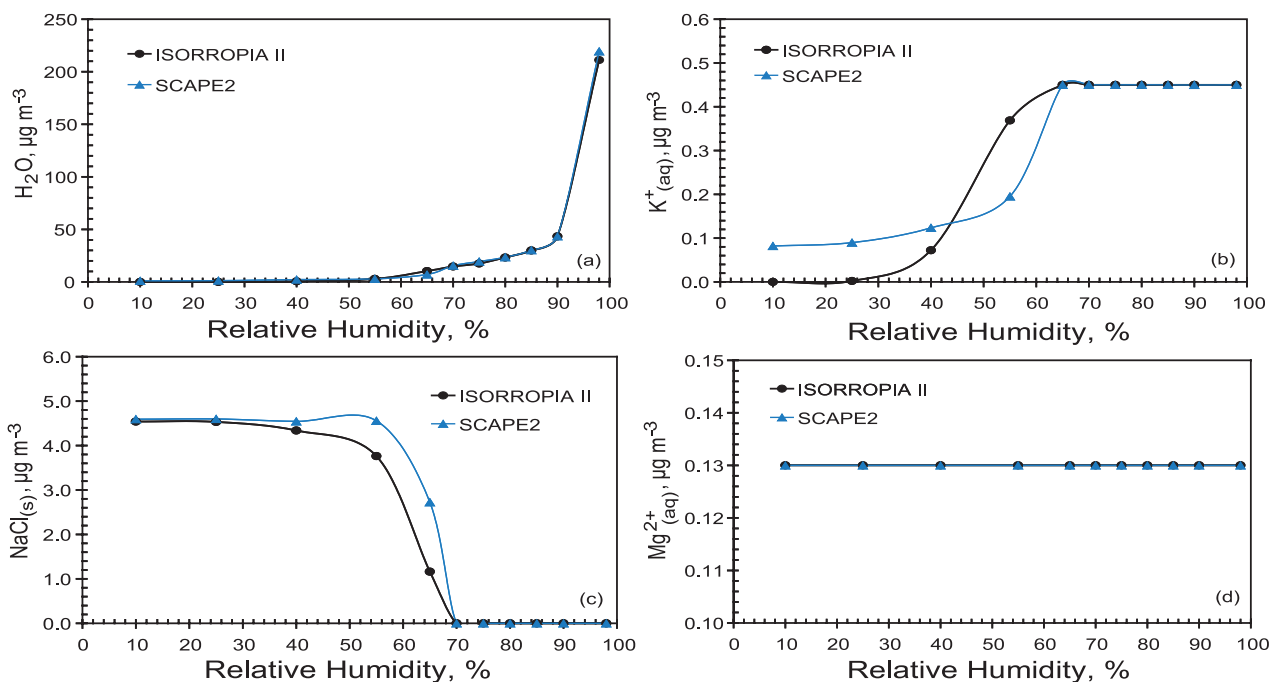 250
200
150
100
50
0
H2O, µg m-3
ISORROPIA II
SCAPE2
(a)
0 10 20 30 40 50 60 70 80 90 100
Relative Humidity, %
0.6
0.5
0.4
0.3
0.2
0.1
0.0
K+(aq), µg m-3
ISORROPIA II
SCAPE2
(b)
0 10 20 30 40 50 60 70 80 90 100
Relative Humidity, %
6.0
5.0
4.0
3.0
2.0
1.0
0.0
NaCl(s), µg m-3
ISORROPIA II
SCAPE2
(c)
0 10 20 30 40 50 60 70 80 90 100
Relative Humidity, %
0.15
0.14
0.13
0.12
0.11
0.10
Mg2+(aq), µg m-3
ISORROPIA II
SCAPE2
(d)
0 10 20 30 40 50 60 70 80 90 100
Relative Humidity, %